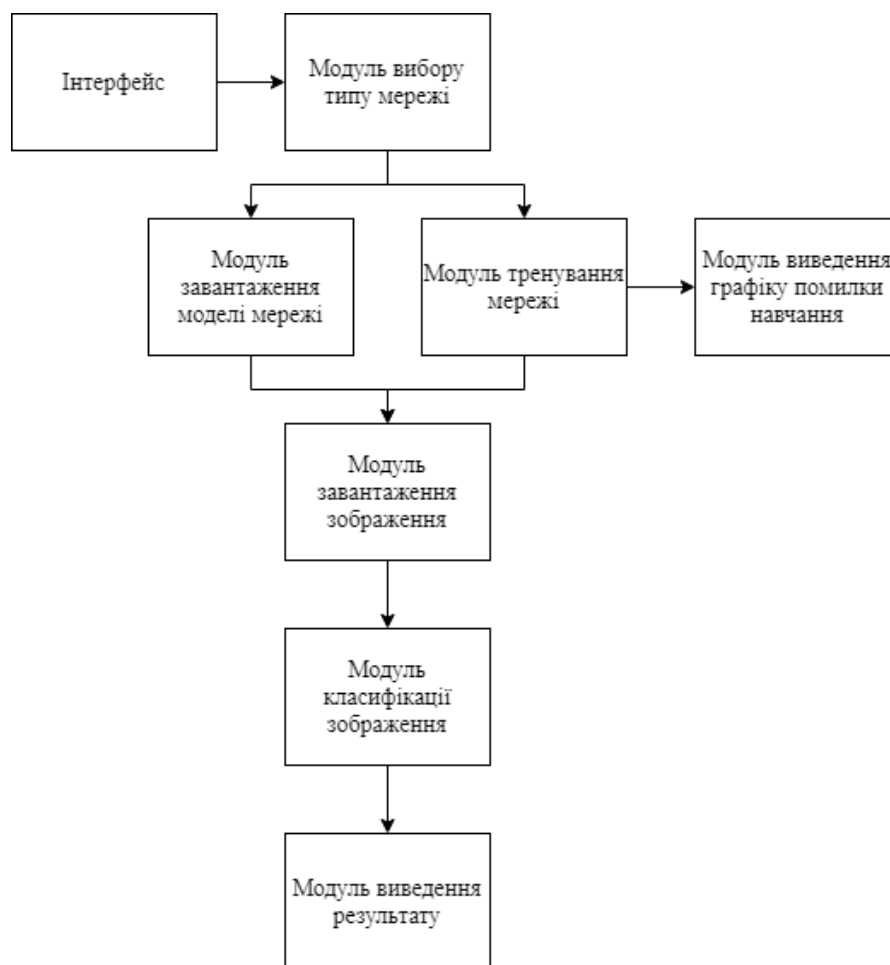 Інтерфейс
Модуль вибору
типу мережі
Модуль
завантаження
моделі мережі
Модуль тренування
мережі
Модуль виведення
графіку помилки
навчання
Модуль
завантаження
зображення
Модуль
класифікації
зображення
Модуль виведення
результату